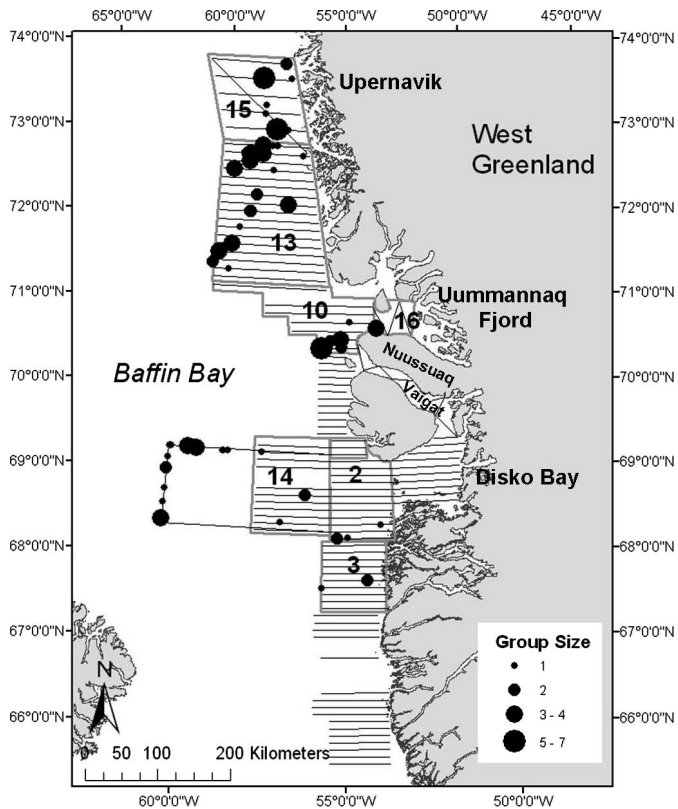 65°0'0"W 60°0'0"W 55°0'0"W 50°0'0"W 45°0'0"W
74°0'0"N 74°0'0"N
Upernavik
15
73°0'0"N 73°0'0"N
West
Greenland
72°0'0"N 72°0'0"N
13
71°0'0"N 71°0'0"N
10 16
Uummannaq
Fjord
Nuussuaq
Baffin Bay
70°0'0"N 70°0'0"N
Vaigat
69°0'0"N 69°0'0"N
14 2 Disko Bay
68°0'0"N 68°0'0"N
3
67°0'0"N 67°0'0"N
Group Size
1
2
3 - 4
5 - 7
N
66°0'0"N 66°0'0"N
0 50 100 200 Kilometers
60°0'0"W 55°0'0"W 50°0'0"W